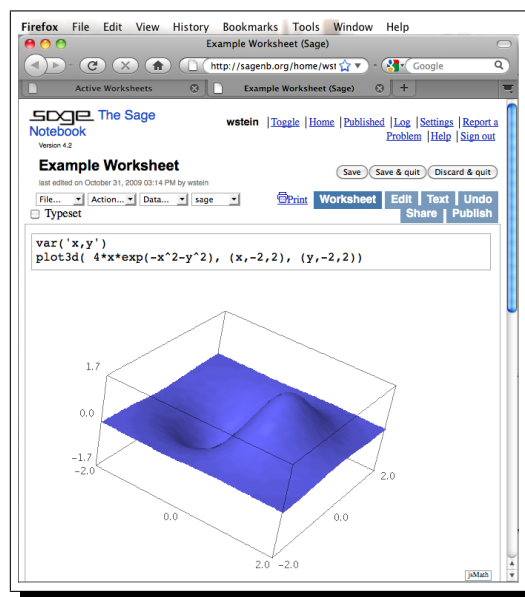 Firefox File Edit View History Bookmarks Tools Window Help
Example Worksheet (Sage)
http://sagenb.org/home/wst
Google
Active Worksheets
Example Worksheet (Sage)
sage The Sage
Notebook
Version 4.2
wstein | Toggle | Home | Published | Log | Settings | Report a
Problem | Help | Sign out
Example Worksheet
last edited on October 31, 2009 03:14 PM by wstein
Save Save & quit Discard & quit
File... Action... Data... sage
Print Worksheet Edit Text Undo
Typeset
Share Publish
var('x,y')
plot3d( 4*x*exp(-x^2-y^2), (x,-2,2), (y,-2,2))
1.7
0.0
-1.7
-2.0
2.0
0.0
0.0
2.0 -2.0
jsMath